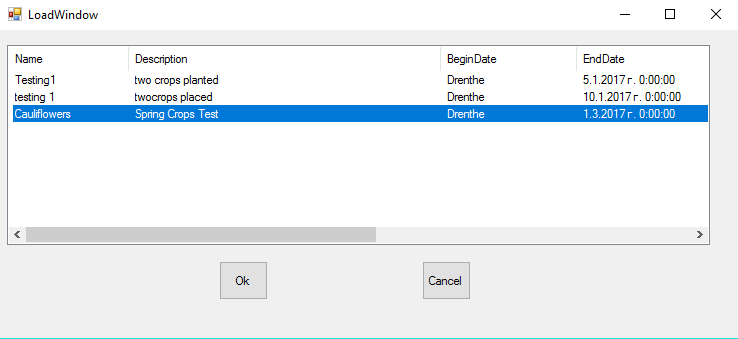 LoadWindow
Name Description BeginDate EndDate
Testing1 two crops planted Drenthe 5.1.2017 г. 0:00:00
testing 1 twocrops placed Drenthe 10.1.2017 г. 0:00:00
Cauliflowers Spring Crops Test Drenthe 1.3.2017 г. 0:00:00
Ok Cancel